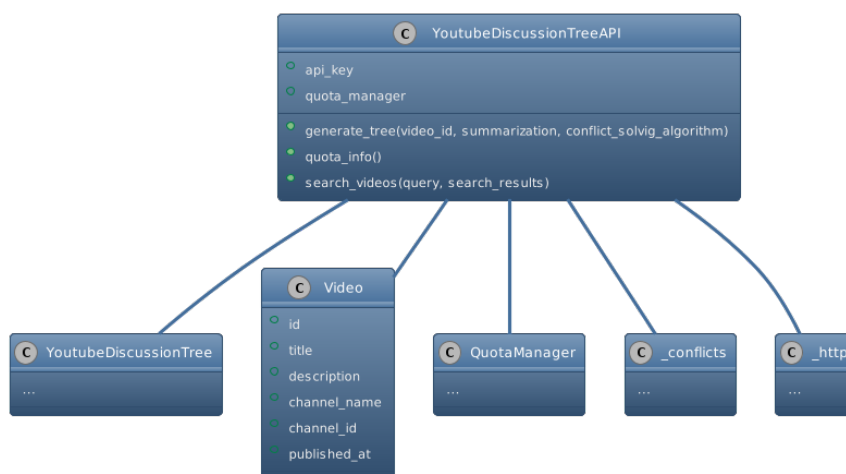 C YoutubeDiscussionTreeAPI
api_key
quota_manager
generate_tree(video_id, summarization, conflict_solvig_algorithm)
quota_info()
search_videos(query, search_results)
C Video
id
title
description
channel_name
channel_id
published_at
C YoutubeDiscussionTree
...
C QuotaManager
...
C _conflicts
...
C _http
...